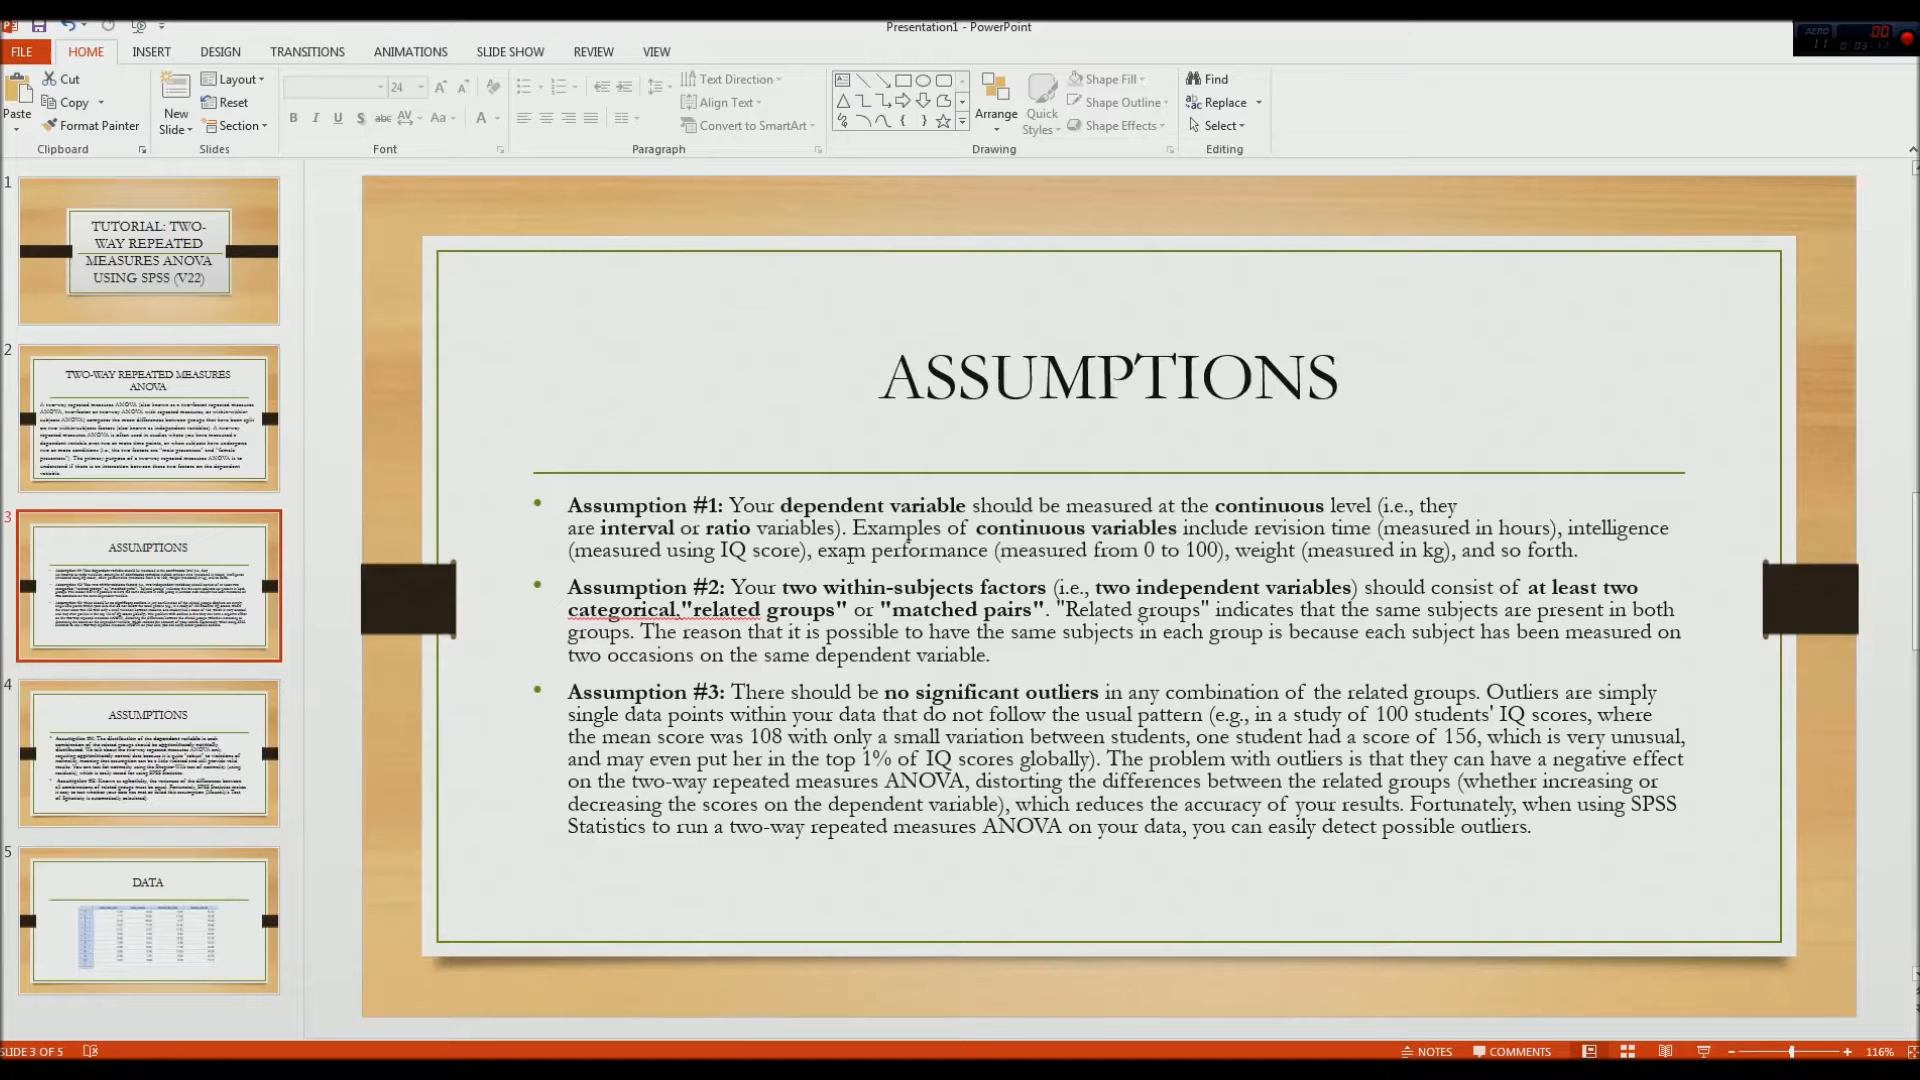 Presentation1 - PowerPoint
FILE HOME INSERT DESIGN TRANSITIONS ANIMATIONS SLIDE SHOW REVIEW VIEW
Paste
Cut
Copy
Format Painter
Clipboard
New Slide
Layout
Reset
Section
Slides
24
Font
Text Direction
Align Text
Convert to SmartArt
Paragraph
Arrange
Quick Styles
Shape Fill
Shape Outline
Shape Effects
Drawing
Find
Replace
Select
Editing
1
TUTORIAL: TWO-
WAY REPEATED
MEASURES ANOVA
USING SPSS (V22)
2
TWO-WAY REPEATED MEASURES
ANOVA
3
ASSUMPTIONS
4
ASSUMPTIONS
5
DATA
ASSUMPTIONS
• Assumption #1: Your dependent variable should be measured at the continuous level (i.e., they
are interval or ratio variables). Examples of continuous variables include revision time (measured in hours), intelligence
(measured using IQ score), exam performance (measured from 0 to 100), weight (measured in kg), and so forth.
• Assumption #2: Your two within-subjects factors (i.e., two independent variables) should consist of at least two
categorical,"related groups" or "matched pairs". "Related groups" indicates that the same subjects are present in both
groups. The reason that it is possible to have the same subjects in each group is because each subject has been measured on
two occasions on the same dependent variable.
• Assumption #3: There should be no significant outliers in any combination of the related groups. Outliers are simply
single data points within your data that do not follow the usual pattern (e.g., in a study of 100 students' IQ scores, where
the mean score was 108 with only a small variation between students, one student had a score of 156, which is very unusual,
and may even put her in the top 1% of IQ scores globally). The problem with outliers is that they can have a negative effect
on the two-way repeated measures ANOVA, distorting the differences between the related groups (whether increasing or
decreasing the scores on the dependent variable), which reduces the accuracy of your results. Fortunately, when using SPSS
Statistics to run a two-way repeated measures ANOVA on your data, you can easily detect possible outliers.
SLIDE 3 OF 5
NOTES COMMENTS 116%